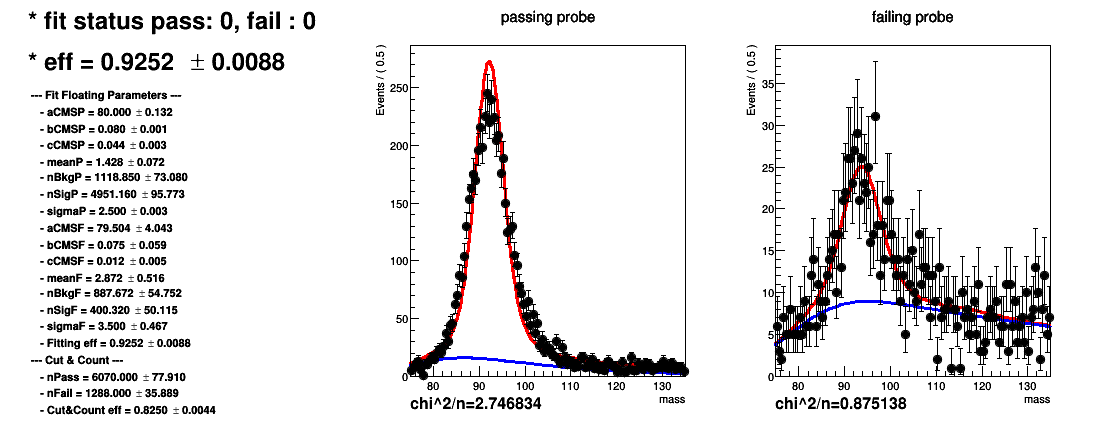 * fit status pass: 0, fail : 0
* eff = 0.9252 ± 0.0088
--- Fit Floating Parameters ---
- aCMSP = 80.000 ± 0.132
- bCMSP = 0.080 ± 0.001
- cCMSP = 0.044 ± 0.003
- meanP = 1.428 ± 0.072
- nBkgP = 1118.850 ± 73.080
- nSigP = 4951.160 ± 95.773
- sigmaP = 2.500 ± 0.003
- aCMSF = 79.504 ± 4.043
- bCMSF = 0.075 ± 0.059
- cCMSF = 0.012 ± 0.005
- meanF = 2.872 ± 0.516
- nBkgF = 887.672 ± 54.752
- nSigF = 400.320 ± 50.115
- sigmaF = 3.500 ± 0.467
- Fitting eff = 0.9252 ± 0.0088
--- Cut & Count ---
- nPass = 6070.000 ± 77.910
- nFail = 1288.000 ± 35.889
- Cut&Count eff = 0.8250 ± 0.0044
passing probe
Events / ( 0.5 )
250
200
150
100
50
0
80 90 100 110 120 130
mass
chi^2/n=2.746834
failing probe
Events / ( 0.5 )
35
30
25
20
15
10
5
0
80 90 100 110 120 130
mass
chi^2/n=0.875138